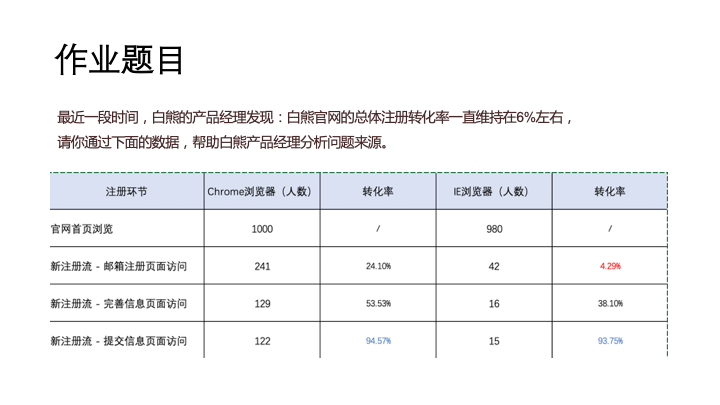 作业题目
最近一段时间，白熊的产品经理发现：白熊官网的总体注册转化率一直维持在6%左右，
请你通过下面的数据，帮助白熊产品经理分析问题来源。
注册环节 Chrome浏览器（人数） 转化率 IE浏览器（人数） 转化率
官网首页浏览 1000 / 980 /
新注册流 - 邮箱注册页面访问 241 24.10% 42 4.29%
新注册流 - 完善信息页面访问 129 53.53% 16 38.10%
新注册流 - 提交信息页面访问 122 94.57% 15 93.75%